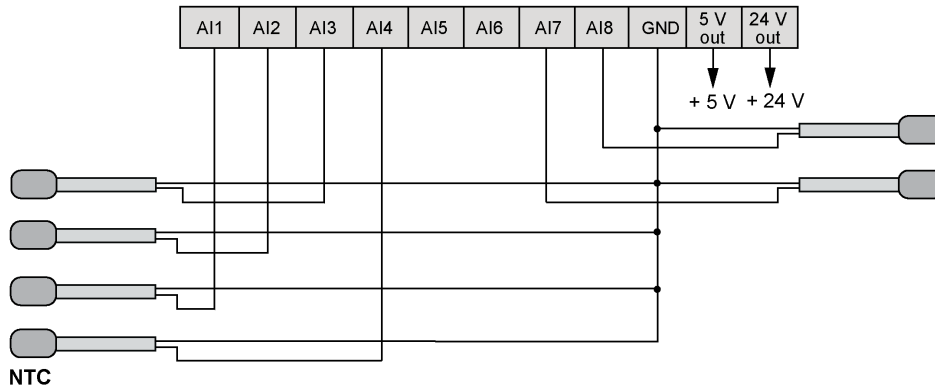 AI1 AI2 AI3 AI4 AI5 AI6 AI7 AI8 GND 5 V out 24 V out
+ 5 V + 24 V
NTC